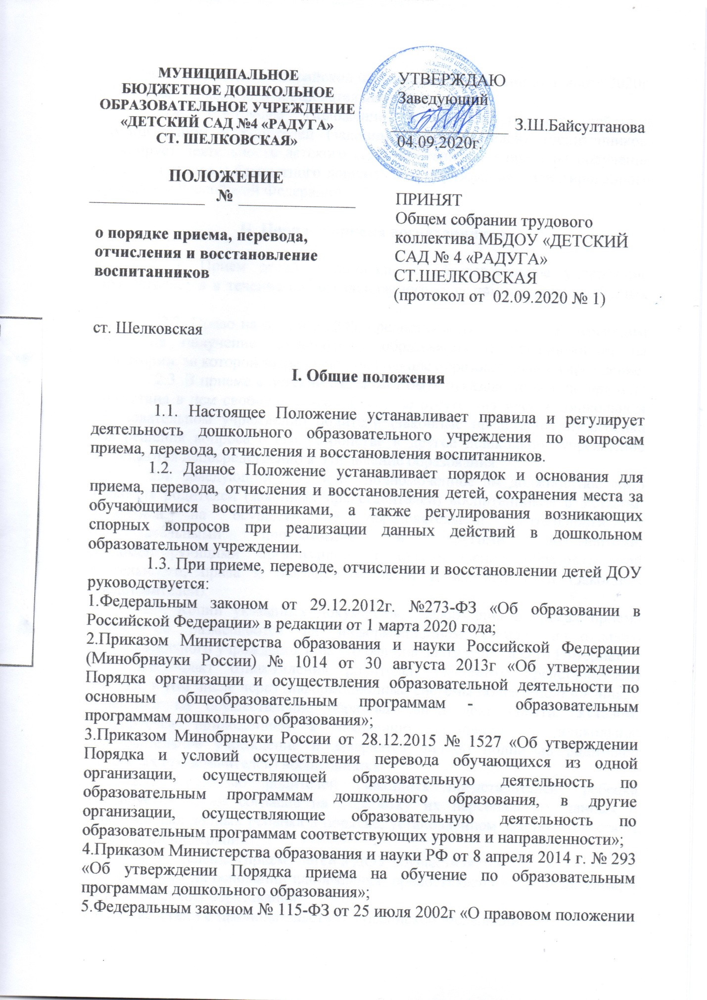 МУНИЦИПАЛЬНОЕ
БЮДЖЕТНОЕ ДОШКОЛЬНОЕ
ОБРАЗОВАТЕЛЬНОЕ УЧРЕЖДЕНИЕ
«ДЕТСКИЙ САД №4 «РАДУГА»
СТ. ШЕЛКОВСКАЯ»
ПОЛОЖЕНИЕ
______________ № ______________
о порядке приема, перевода,
отчисления и восстановление
воспитанников
ст. Шелковская
УТВЕРЖДАЮ
Заведующий
______________ З.Ш.Байсултанова
04.09.2020г.
ПРИНЯТ
Общем собрании трудового
коллектива МБДОУ «ДЕТСКИЙ
САД № 4 «РАДУГА»
СТ.ШЕЛКОВСКАЯ
(протокол от 02.09.2020 № 1)
I. Общие положения
1.1. Настоящее Положение устанавливает правила и регулирует
деятельность дошкольного образовательного учреждения по вопросам
приема, перевода, отчисления и восстановления воспитанников.
1.2. Данное Положение устанавливает порядок и основания для
приема, перевода, отчисления и восстановления детей, сохранения места за
обучающимися воспитанниками, а также регулирования возникающих
спорных вопросов при реализации данных действий в дошкольном
образовательном учреждении.
1.3. При приеме, переводе, отчислении и восстановлении детей ДОУ
руководствуется:
1.Федеральным законом от 29.12.2012г. №273-ФЗ «Об образовании в
Российской Федерации» в редакции от 1 марта 2020 года;
2.Приказом Министерства образования и науки Российской Федерации
(Минобрнауки России) № 1014 от 30 августа 2013г «Об утверждении
Порядка организации и осуществления образовательной деятельности по
основным общеобразовательным программам - образовательным
программам дошкольного образования»;
3.Приказом Минобрнауки России от 28.12.2015 № 1527 «Об утверждении
Порядка и условий осуществления перевода обучающихся из одной
организации, осуществляющей образовательную деятельность по
образовательным программам дошкольного образования, в другие
организации, осуществляющие образовательную деятельность по
образовательным программам соответствующих уровня и направленности»;
4.Приказом Министерства образования и науки РФ от 8 апреля 2014 г. № 293
«Об утверждении Порядка приема на обучение по образовательным
программам дошкольного образования»;
5.Федеральным законом № 115-ФЗ от 25 июля 2002г «О правовом положении